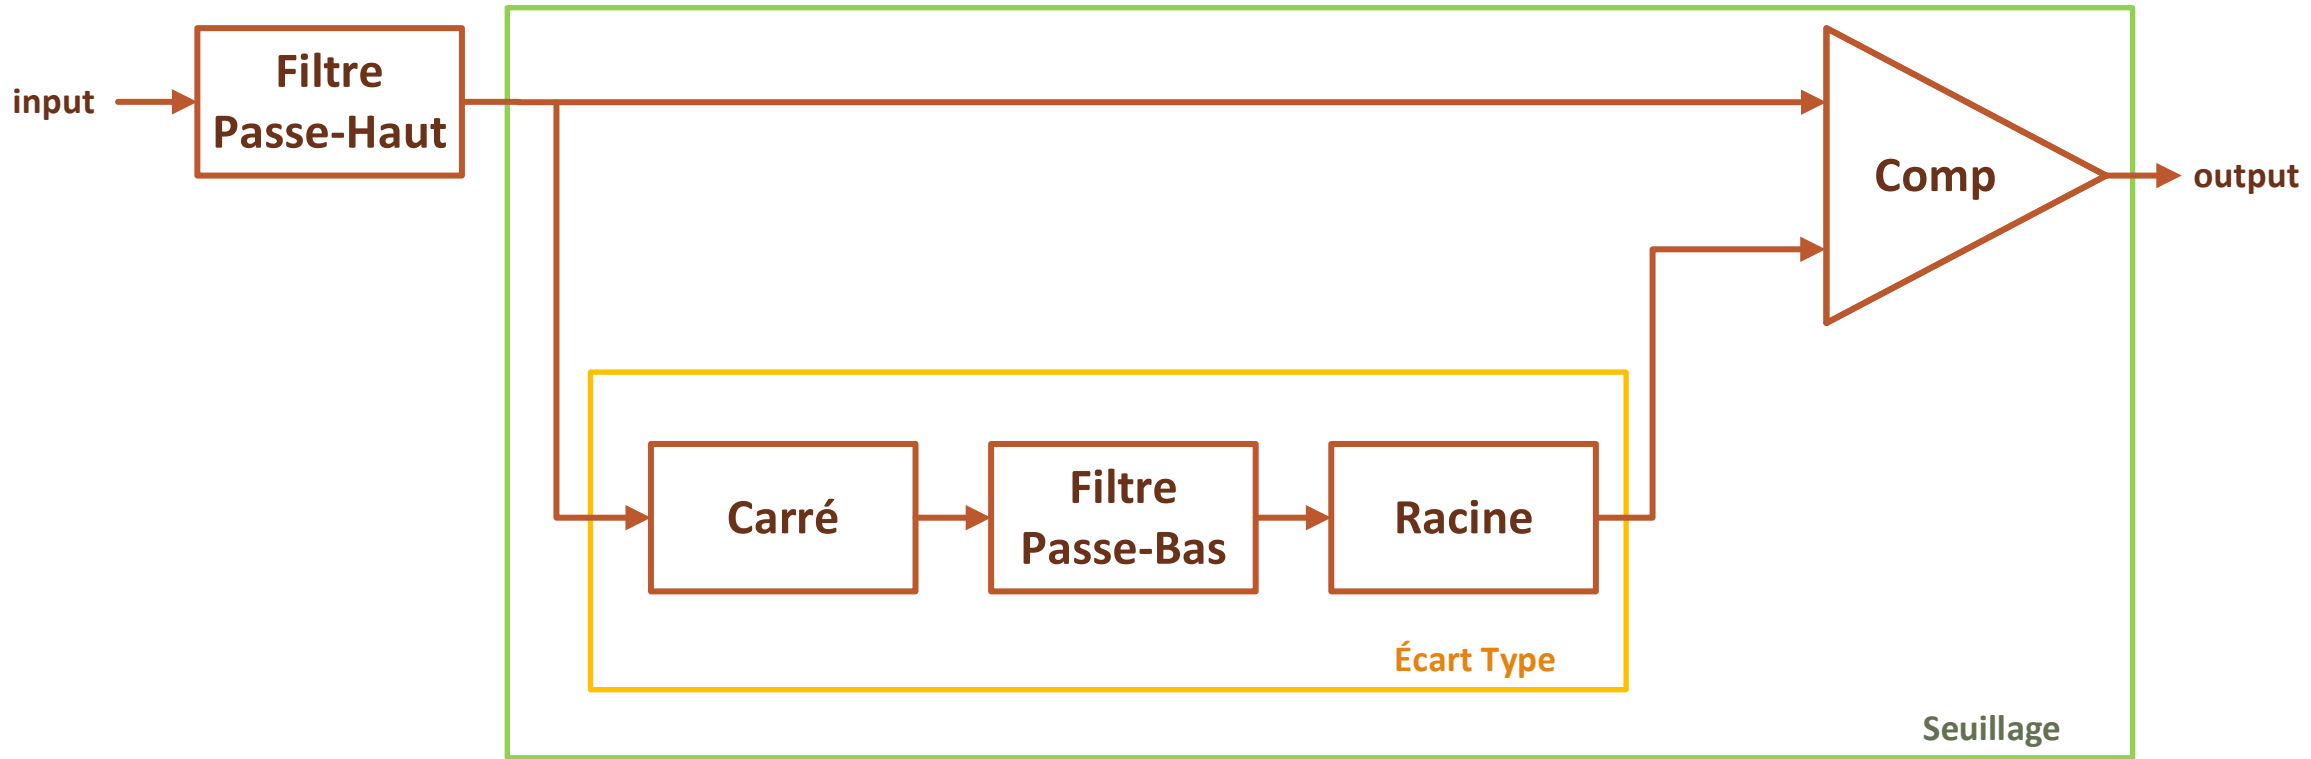 input
Filtre
Passe-Haut
Comp
output
Carré
Filtre
Passe-Bas
Racine
Écart Type
Seuillage